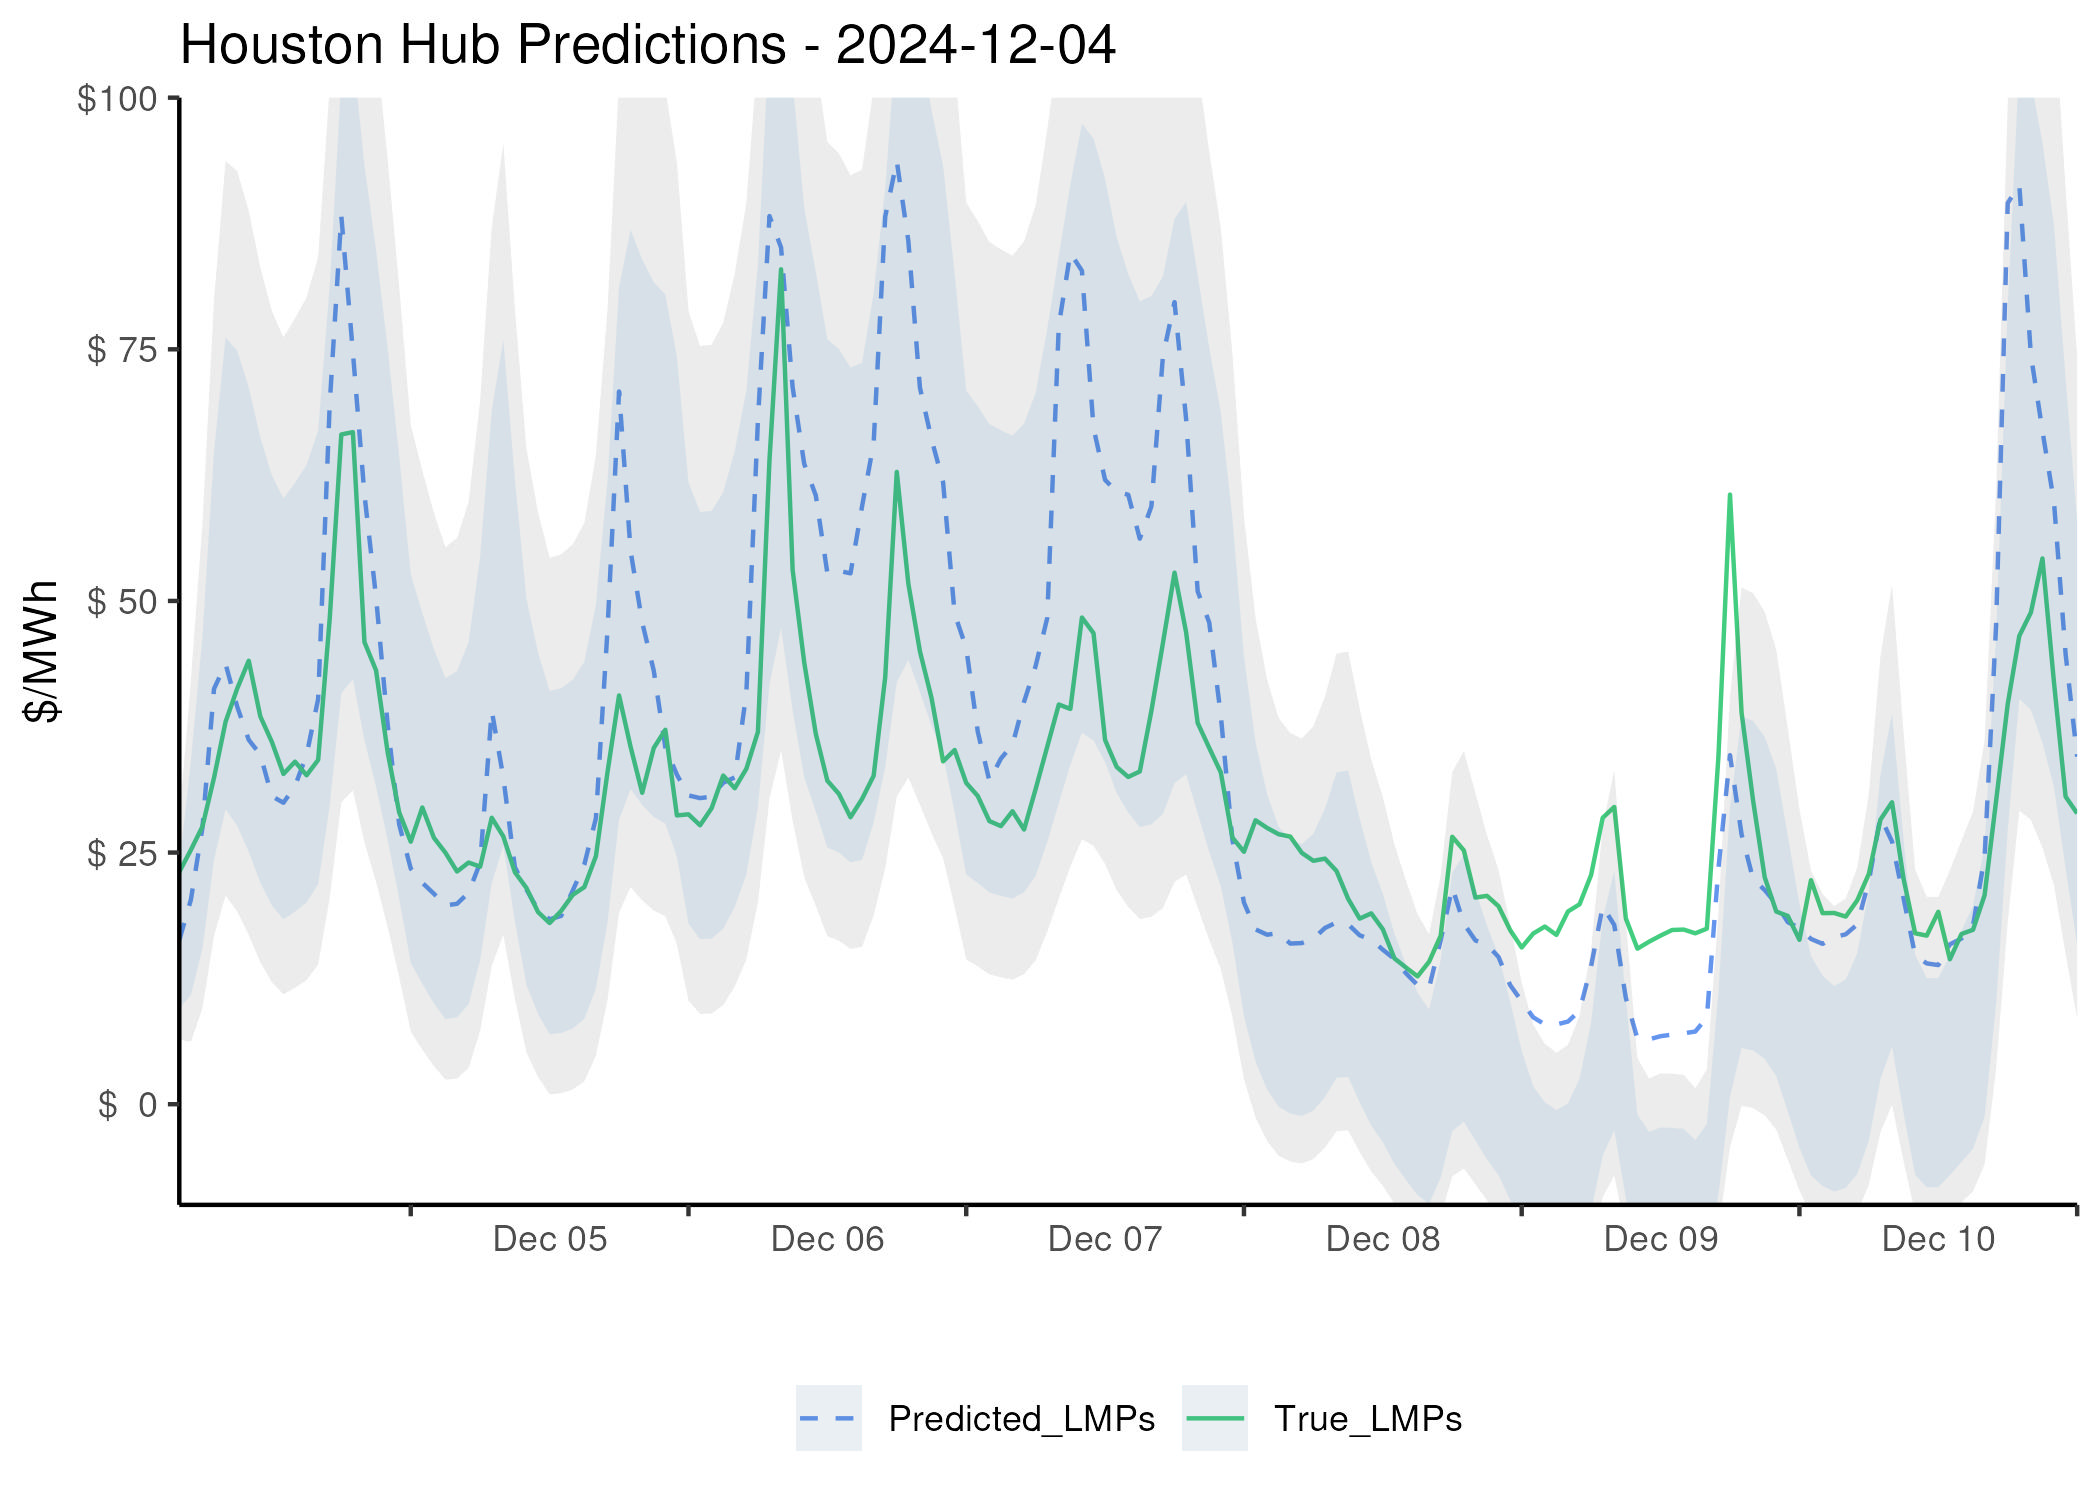 Houston Hub Predictions - 2024-12-04
$100
$ 75
$ 50
$ 25
$ 0
$/MWh
Dec 05 Dec 06 Dec 07 Dec 08 Dec 09 Dec 10
Predicted_LMPs True_LMPs